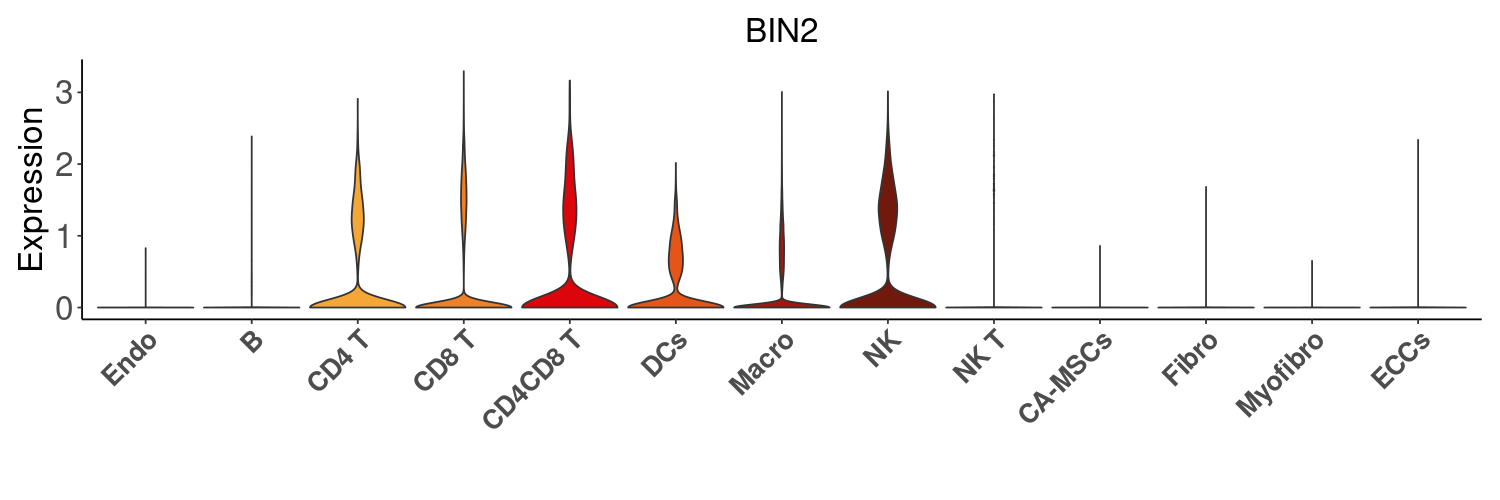 BIN2
Expression
3
2
1
0
Endo
B
CD4 T
CD8 T
CD4CD8 T
DCs
Macro
NK
NK T
CA-MSCs
Fibro
Myofibro
ECCs